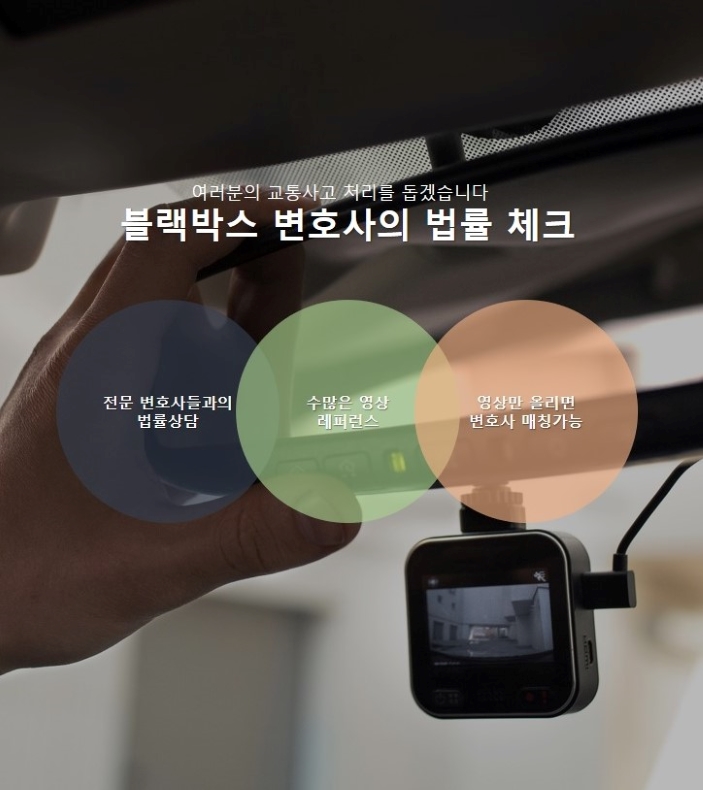 여러분의 교통사고 처리를 돕겠습니다
블랙박스 변호사의 법률 체크
전문 변호사들과의
법률상담
수많은 영상
레퍼런스
영상만 올리면
변호사 매칭가능